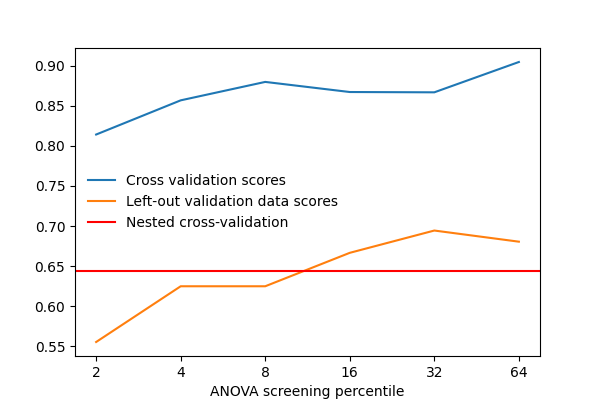 0.90
0.85
0.80
0.75
0.70
0.65
0.60
0.55
Cross validation scores
Left-out validation data scores
Nested cross-validation
2 4 8 16 32 64
ANOVA screening percentile